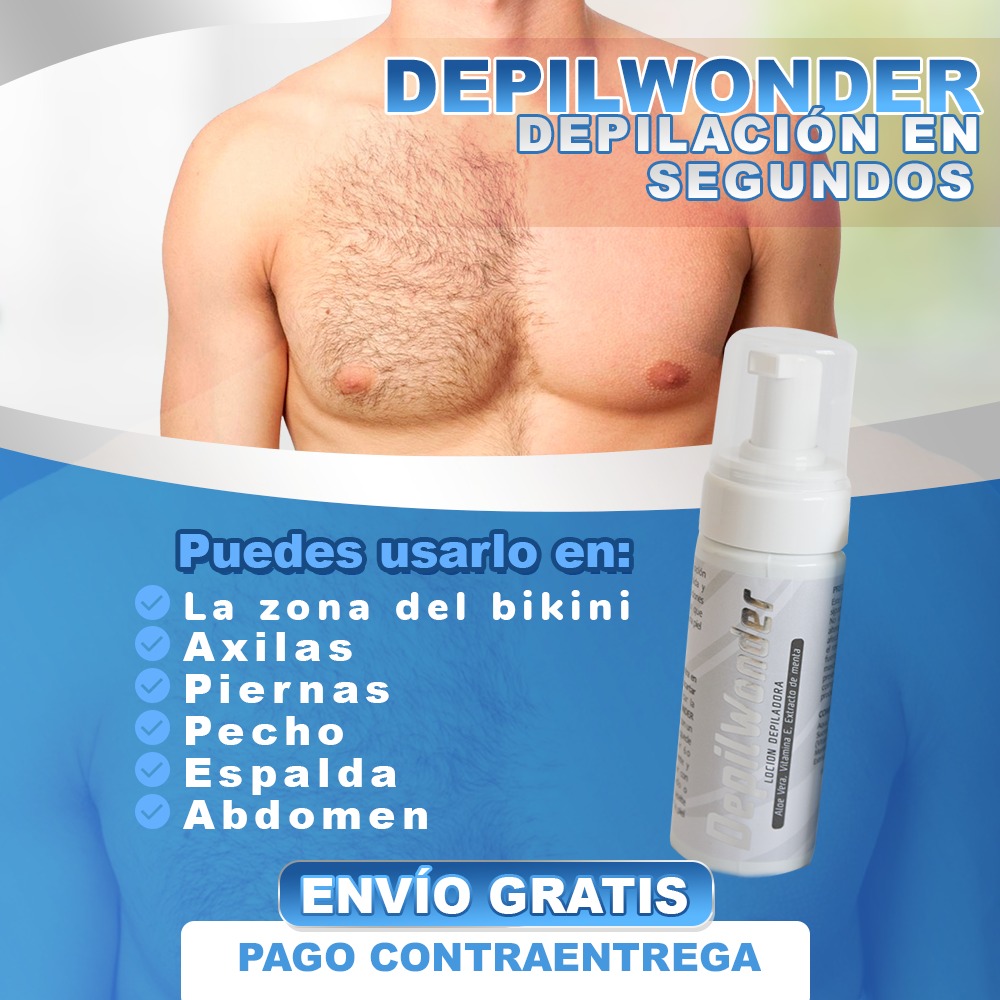 DEPILWONDER
DEPILACIÓN EN
SEGUNDOS
Puedes usarlo en:
La zona del bikini
Axilas
Piernas
Pecho
Espalda
Abdomen
DepilWonder
LOCION DEPILADORA
Aloe Vera, Vitamina E, Extracto de menta
ENVÍO GRATIS
PAGO CONTRAENTREGA